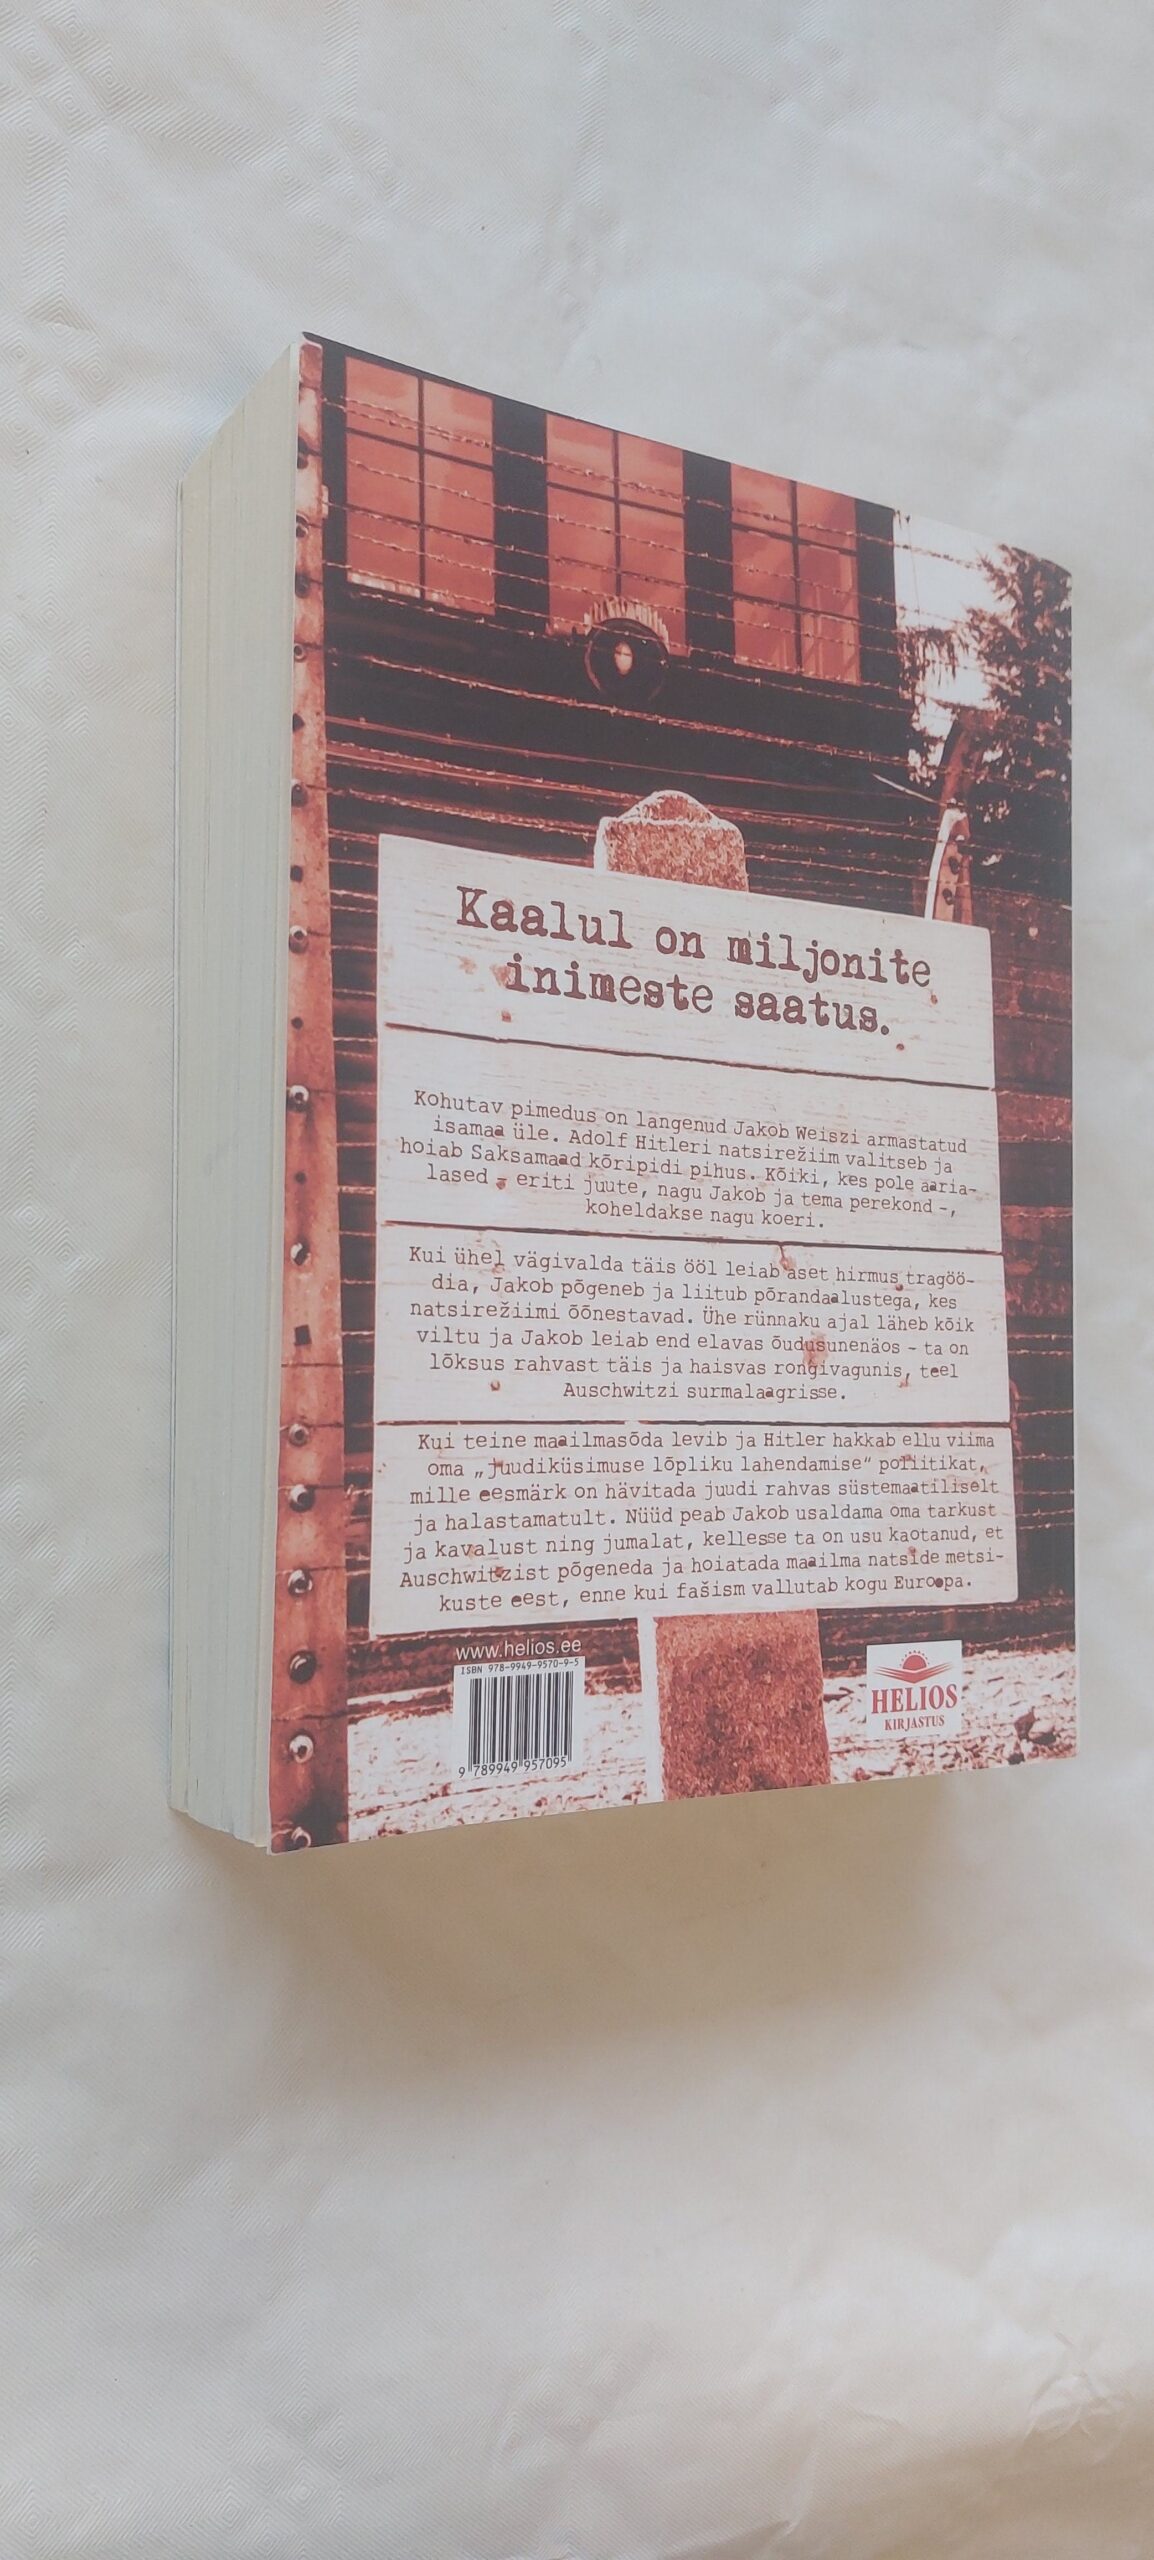 Kaalul on miljonite
inimeste saatus.
Kohutav pimedus on langenud Jakob Weiszi armastatud
isamaa üle. Adolf Hitleri natsirežiim valitseb ja
hoiab Saksamaad kõripidi pihus. Kõiki, kes pole aaria-
lased – eriti juute, nagu Jakob ja tema perekond –,
koheldakse nagu koeri.
Kui ühel vägivalda täis ööl leiab aset hirmus tragöö-
dia, Jakob põgeneb ja liitub põrandaalustega, kes
natsirežiimi õõnestavad. Ühe rünnaku ajal läheb kõik
viltu ja Jakob leiab end elavas õudusunenäos – ta on
lõksus rahvast täis ja haisvas rongivagunis, teel
Auschwitzi surmalaagrisse.
Kui teine maailmasõda levib ja Hitler hakkab ellu viima
oma „juudiküsimuse lõpliku lahendamise“ poliitikat,
mille eesmärk on hävitada juudi rahvas süstemaatiliselt
ja halastamatult. Nüüd peab Jakob usaldama oma tarkust
ja kavalust ning jumalat, kellesse ta on usu kaotanud, et
Auschwitzist põgeneda ja hoiatada maailma natside metsi-
kuste eest, enne kui fašism vallutab kogu Euroopa.
www.helios.ee
ISBN 978-9949-9570-9-5
9 789949 957095
HELIOS
KIRJASTUS